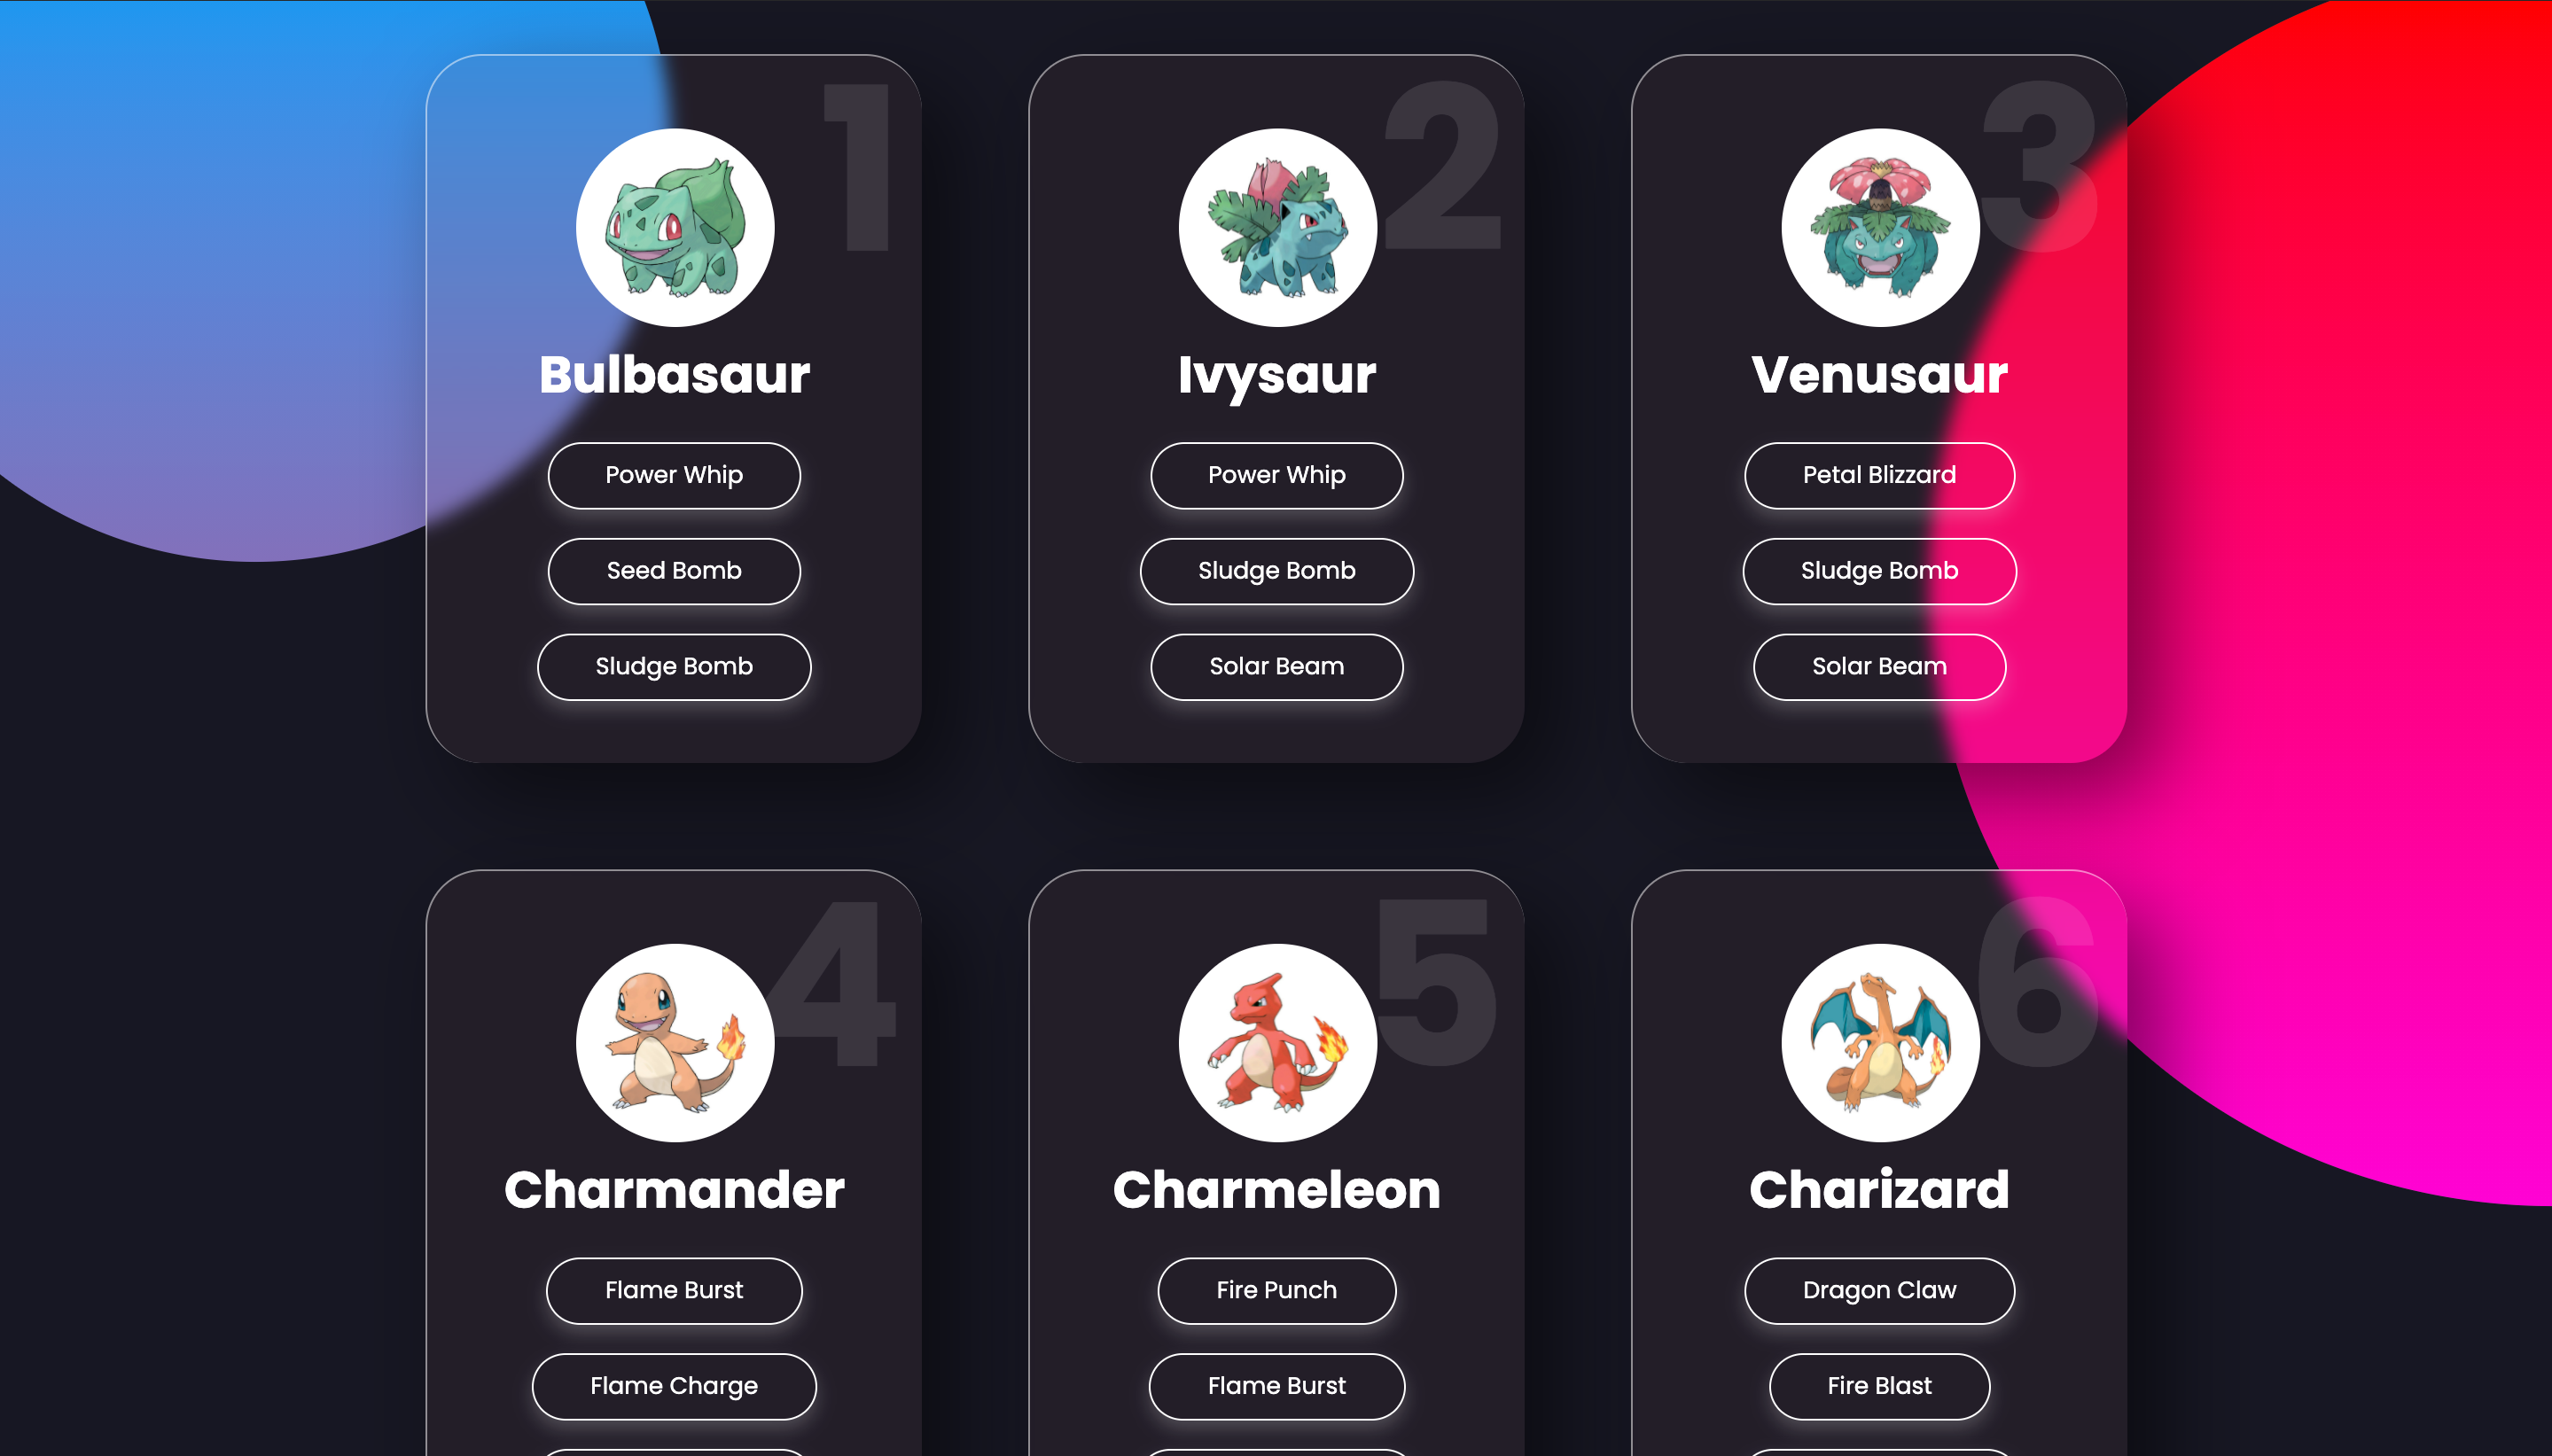 1
Bulbasaur
Power Whip
Seed Bomb
Sludge Bomb
2
Ivysaur
Power Whip
Sludge Bomb
Solar Beam
3
Venusaur
Petal Blizzard
Sludge Bomb
Solar Beam
4
Charmander
Flame Burst
Flame Charge
5
Charmeleon
Fire Punch
Flame Burst
6
Charizard
Dragon Claw
Fire Blast